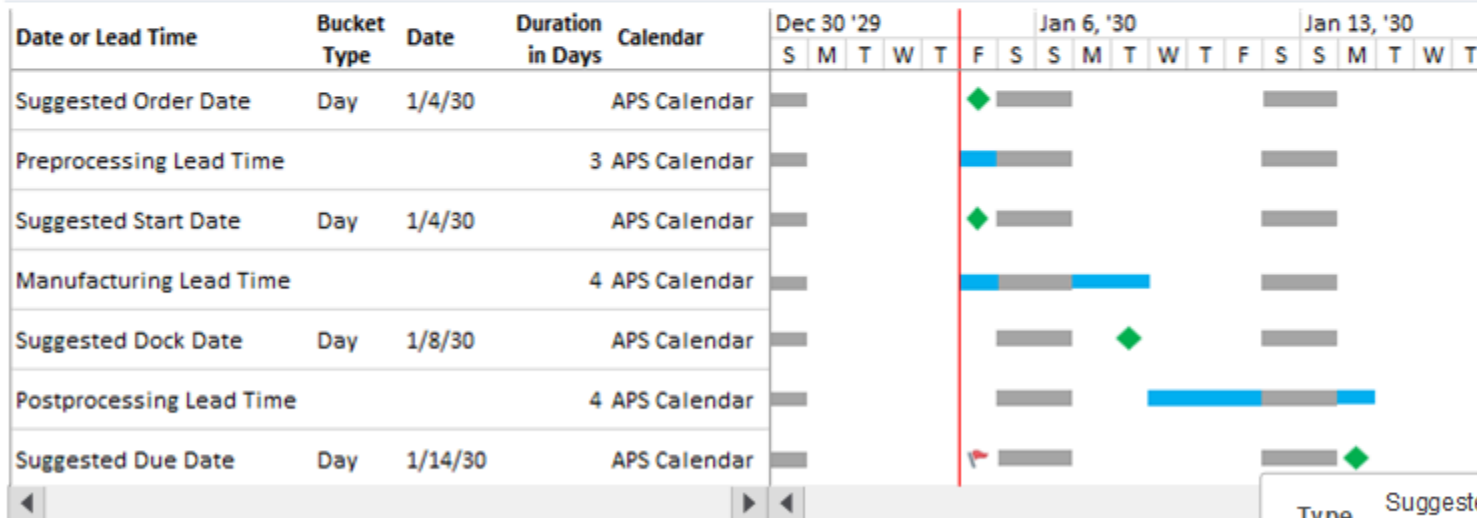 Date or Lead Time Bucket Type Date Duration in Days Calendar Dec 30 '29 Jan 6, '30 Jan 13, '30
S M T W T F S S M T W T F S S M T W T
Suggested Order Date Day 1/4/30 APS Calendar
Preprocessing Lead Time 3 APS Calendar
Suggested Start Date Day 1/4/30 APS Calendar
Manufacturing Lead Time 4 APS Calendar
Suggested Dock Date Day 1/8/30 APS Calendar
Postprocessing Lead Time 4 APS Calendar
Suggested Due Date Day 1/14/30 APS Calendar
Type